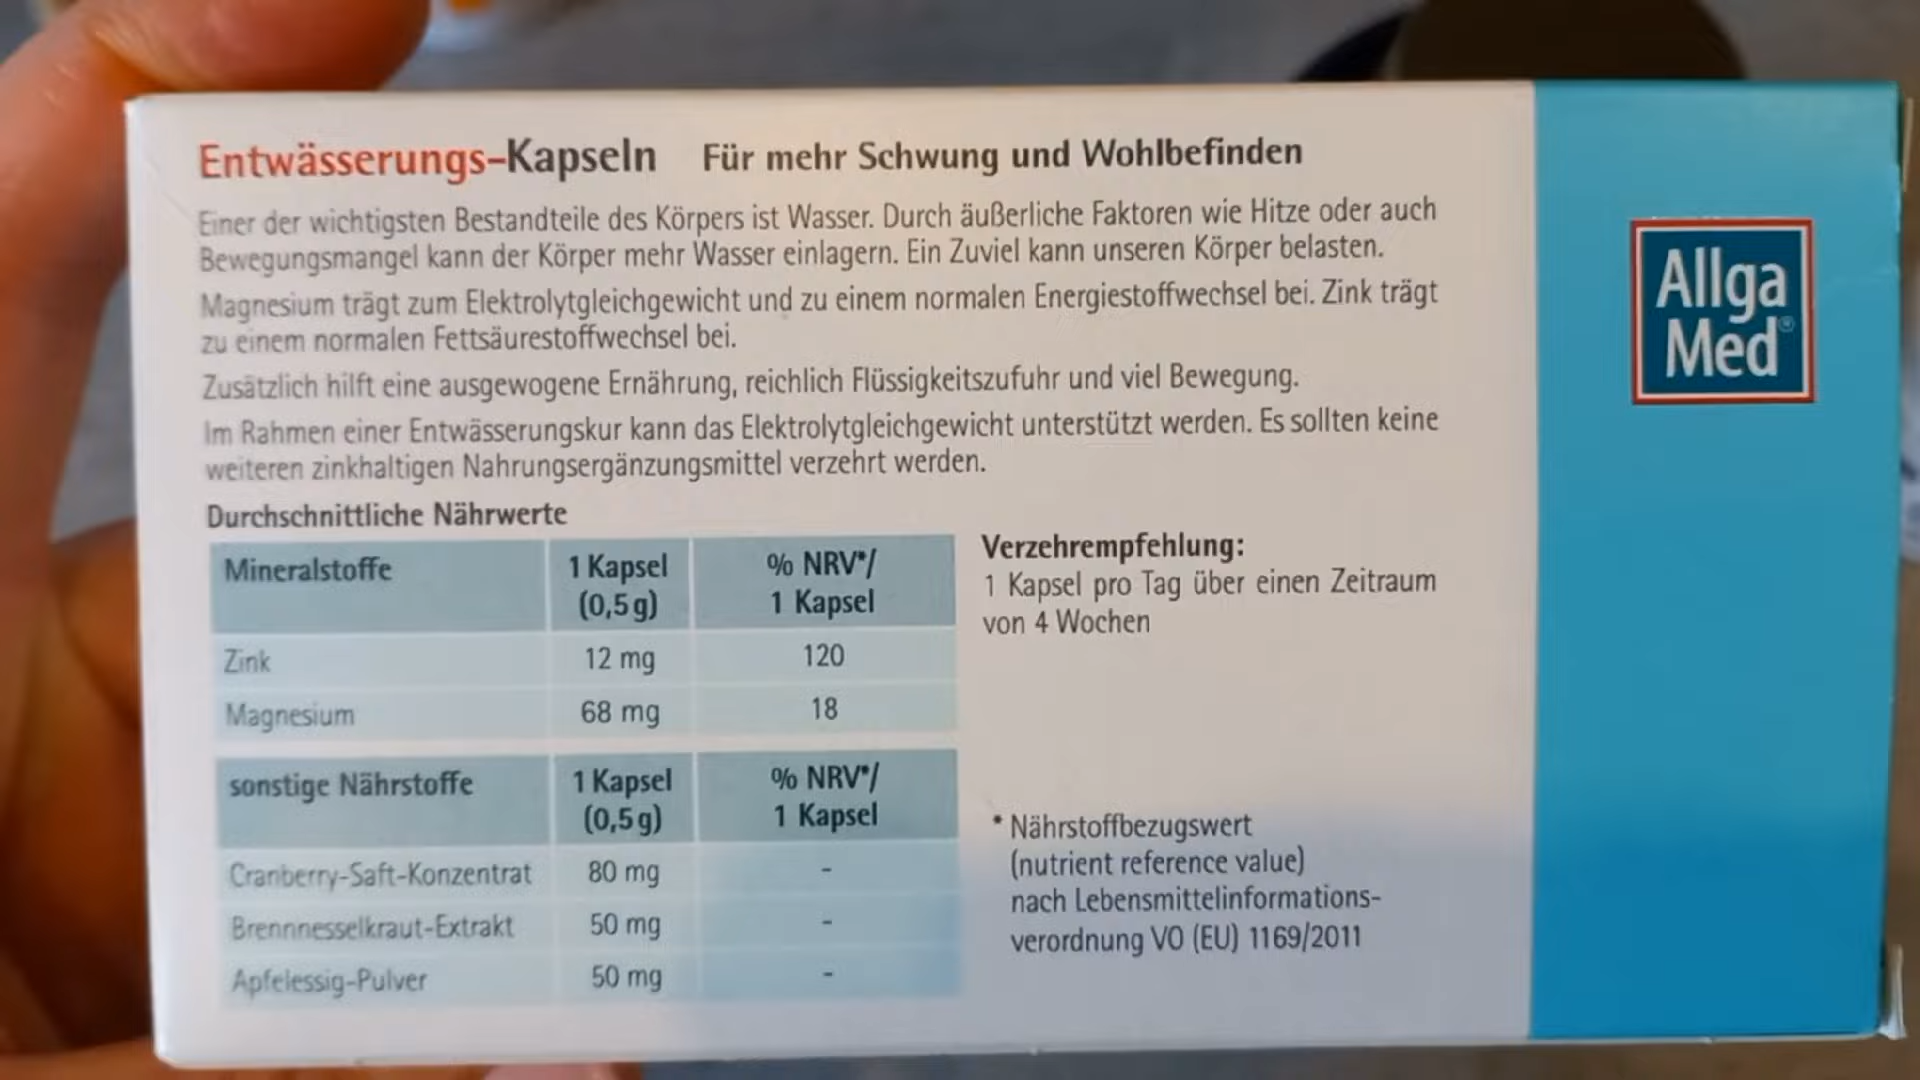 Entwässerungs-Kapseln Für mehr Schwung und Wohlbefinden
Einer der wichtigsten Bestandteile des Körpers ist Wasser. Durch äußerliche Faktoren wie Hitze oder auch
Bewegungsmangel kann der Körper mehr Wasser einlagern. Ein Zuviel kann unseren Körper belasten.
Magnesium trägt zum Elektrolytgleichgewicht und zu einem normalen Energiestoffwechsel bei. Zink trägt
zu einem normalen Fettsäurestoffwechsel bei.
Zusätzlich hilft eine ausgewogene Ernährung, reichlich Flüssigkeitszufuhr und viel Bewegung.
Im Rahmen einer Entwässerungskur kann das Elektrolytgleichgewicht unterstützt werden. Es sollten keine
weiteren zinkhaltigen Nahrungsergänzungsmittel verzehrt werden.
Durchschnittliche Nährwerte
Mineralstoffe 1 Kapsel % NRV*/
(0,5g) 1 Kapsel
Zink 12 mg 120
Magnesium 68 mg 18
sonstige Nährstoffe 1 Kapsel % NRV*/
(0,5g) 1 Kapsel
Cranberry-Saft-Konzentrat 80 mg -
Brennnesselkraut-Extrakt 50 mg -
Apfelessig-Pulver 50 mg -
Verzehrempfehlung:
1 Kapsel pro Tag über einen Zeitraum
von 4 Wochen
* Nährstoffbezugswert
(nutrient reference value)
nach Lebensmittelinformations-
verordnung VO (EU) 1169/2011
Allga
Med®